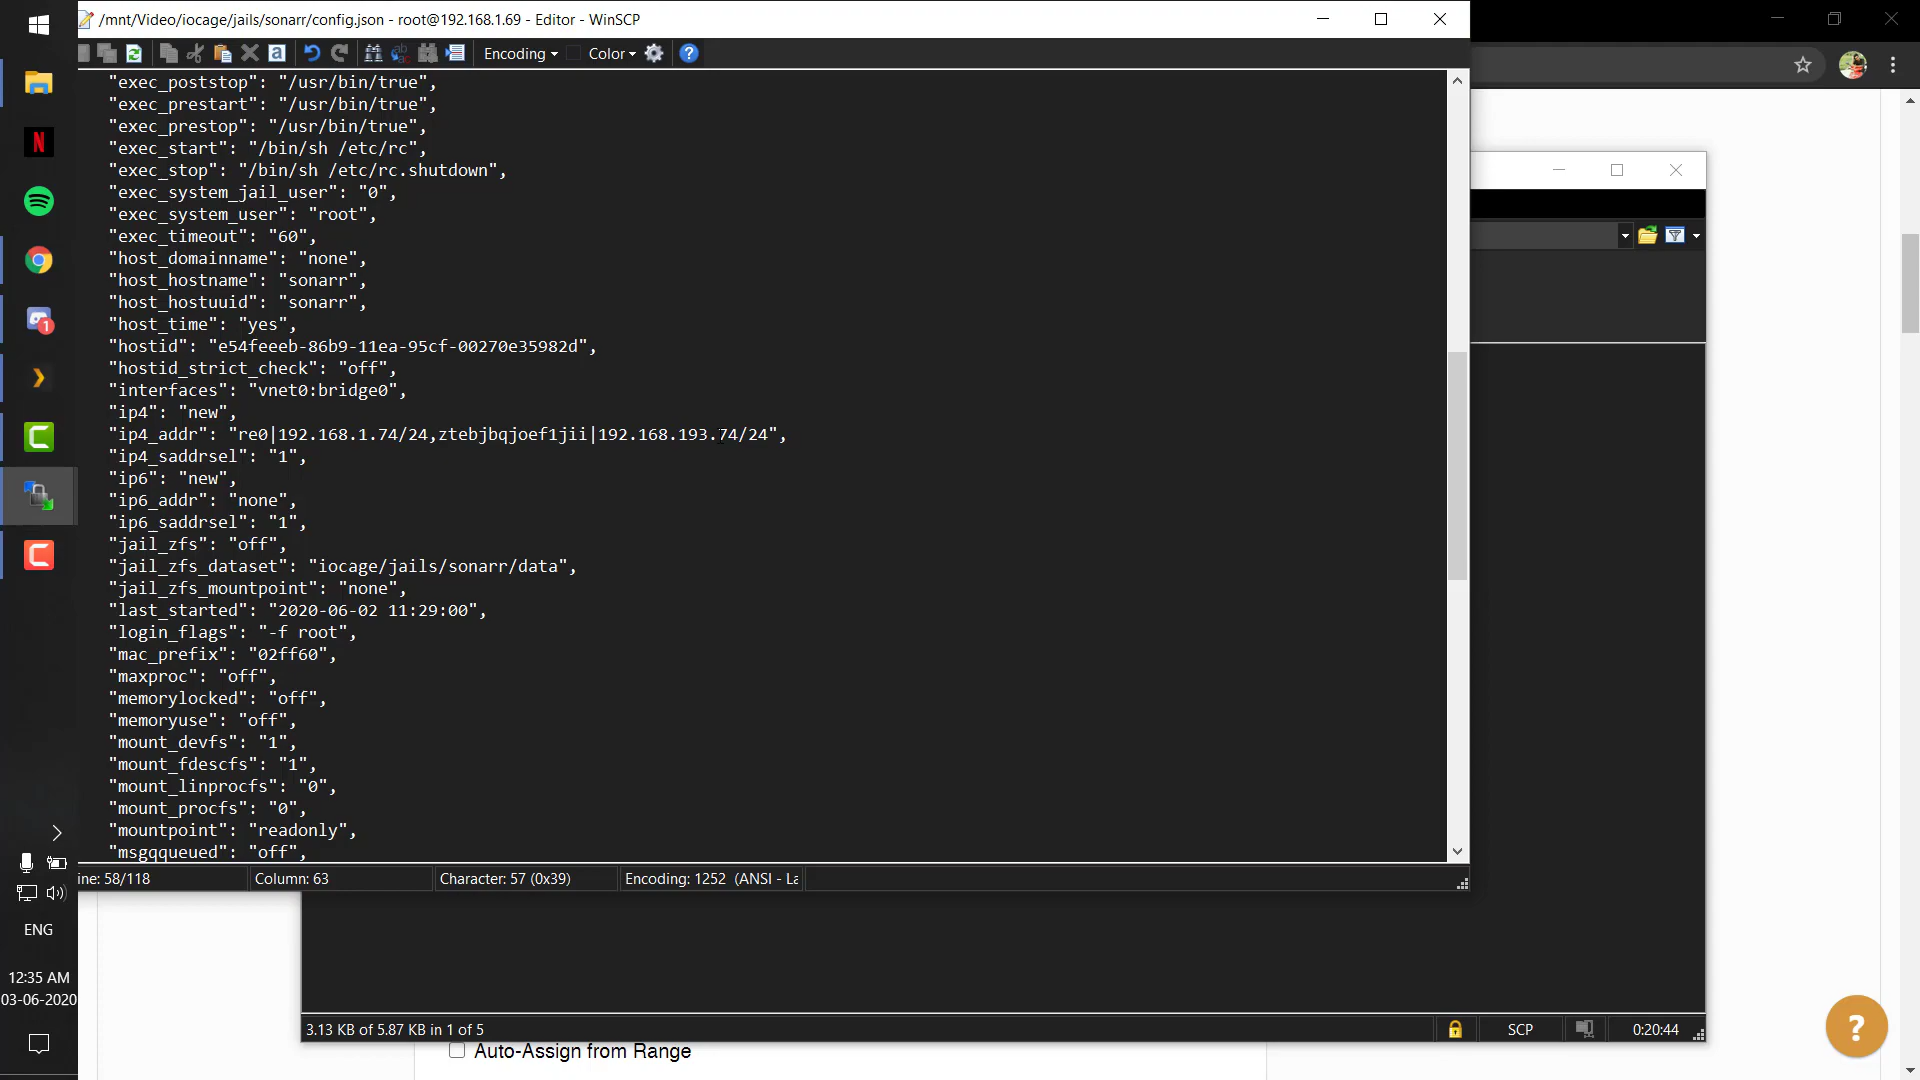 /mnt/Video/iocage/jails/sonarr/config.json - root@192.168.1.69 - Editor - WinSCP
Encoding
Color
"exec_poststop": "/usr/bin/true",
"exec_prestart": "/usr/bin/true",
"exec_prestop": "/usr/bin/true",
"exec_start": "/bin/sh /etc/rc",
"exec_stop": "/bin/sh /etc/rc.shutdown",
"exec_system_jail_user": "0",
"exec_system_user": "root",
"exec_timeout": "60",
"host_domainname": "none",
"host_hostname": "sonarr",
"host_hostuuid": "sonarr",
"host_time": "yes",
"hostid": "e54feeeb-86b9-11ea-95cf-00270e35982d",
"hostid_strict_check": "off",
"interfaces": "vnet0:bridge0",
"ip4": "new",
"ip4_addr": "re0|192.168.1.74/24,ztebjbqjoef1jii|192.168.193.74/24",
"ip4_saddrsel": "1",
"ip6": "new",
"ip6_addr": "none",
"ip6_saddrsel": "1",
"jail_zfs": "off",
"jail_zfs_dataset": "iocage/jails/sonarr/data",
"jail_zfs_mountpoint": "none",
"last_started": "2020-06-02 11:29:00",
"login_flags": "-f root",
"mac_prefix": "02ff60",
"maxproc": "off",
"memorylocked": "off",
"memoryuse": "off",
"mount_devfs": "1",
"mount_fdescfs": "1",
"mount_linprocfs": "0",
"mount_procfs": "0",
"mountpoint": "readonly",
"msgqqueued": "off",
ine: 58/118
Column: 63
Character: 57 (0x39)
Encoding: 1252 (ANSI - La
ENG
12:35 AM
03-06-2020
3.13 KB of 5.87 KB in 1 of 5
SCP
0:20:44
Auto-Assign from Range